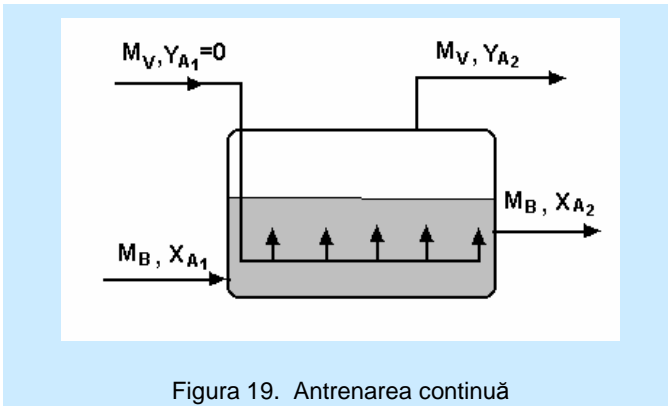 M_V, Y_A1=0
M_V, Y_A2
M_B, X_A2
M_B, X_A1
Figura 19. Antrenarea continuă